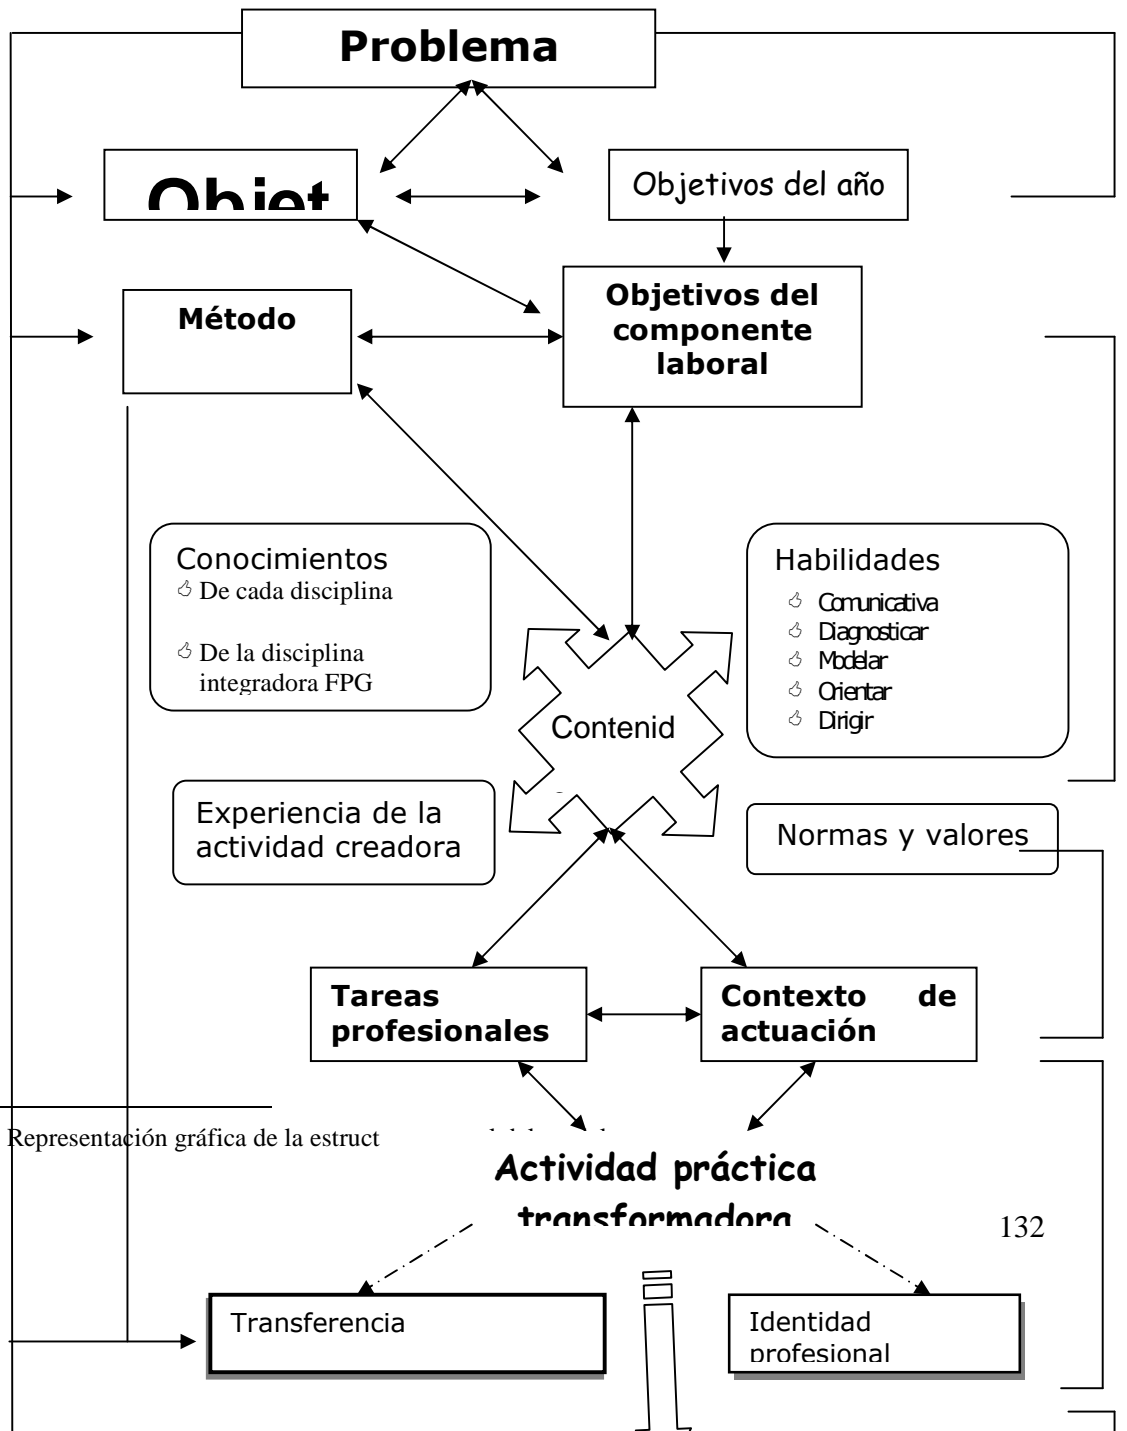 Problema
Objet
Objetivos del año
Método
Objetivos del
componente
laboral
Conocimientos
De cada disciplina
De la disciplina
integradora FPG
Habilidades
Comunicativa
Diagnosticar
Modelar
Orientar
Dirigir
Contenid
Experiencia de la
actividad creadora
Normas y valores
Tareas
profesionales
Contexto de
actuación
Representación gráfica de la estruct
Actividad práctica
transformadora
132
Transferencia
Identidad
profesional